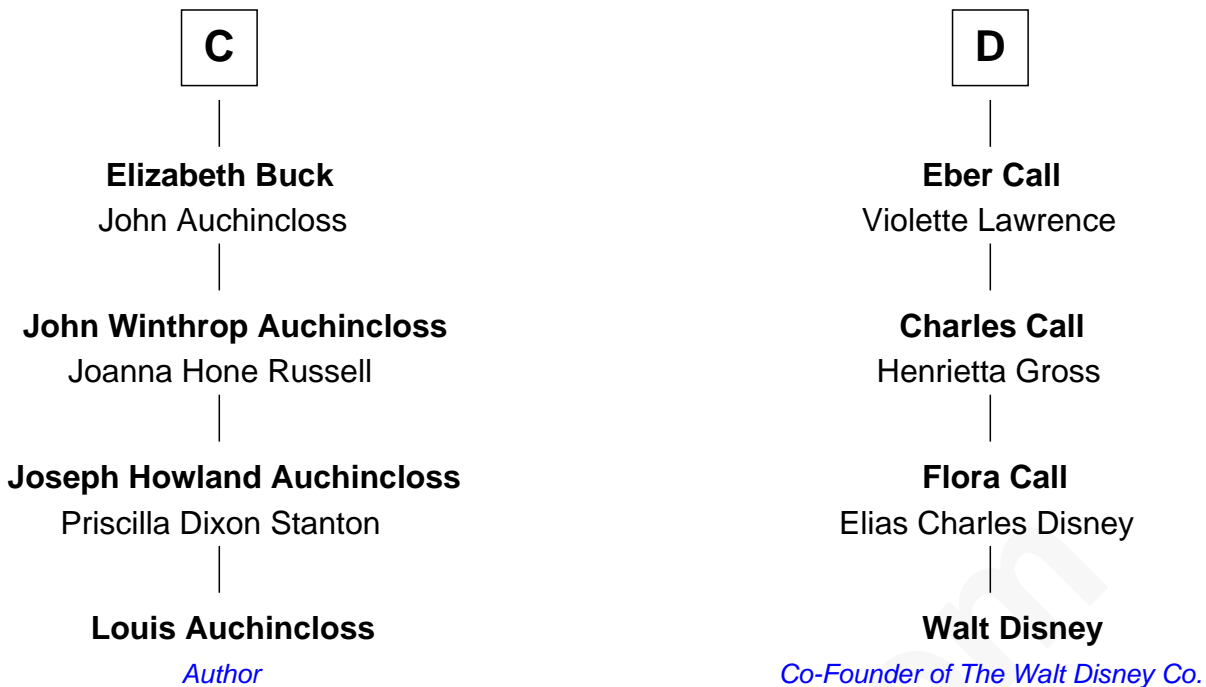 C
Elizabeth Buck
John Auchincloss
John Winthrop Auchincloss
Joanna Hone Russell
Joseph Howland Auchincloss
Priscilla Dixon Stanton
Louis Auchincloss
Author
D
Eber Call
Violette Lawrence
Charles Call
Henrietta Gross
Flora Call
Elias Charles Disney
Walt Disney
Co-Founder of The Walt Disney Co.